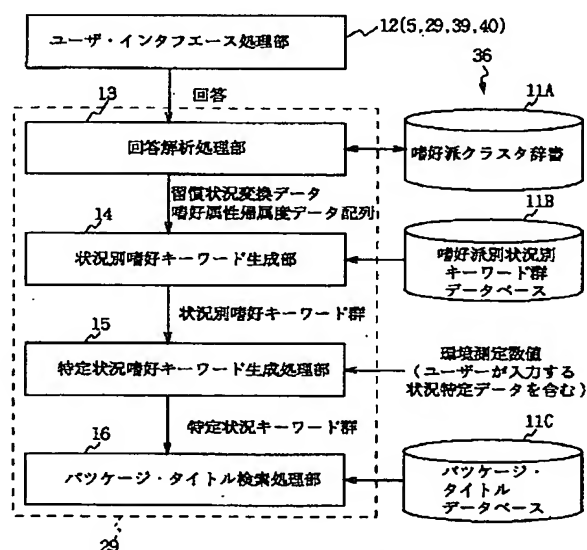 12(5,29,39,40)
ユーザ・インタフエース処理部
36
13
回答
11A
回答解析処理部
嗜好派クラスタ辞書
習慣状況変換データ
嗜好属性帰属度データ配列
14
11B
状況別嗜好キーワード生成部
嗜好派別状況別
キーワード群
データベース
状況別嗜好キーワード群
15
特定状況嗜好キーワード生成処理部
環境測定数値
(ユーザーが入力する
状況特定データを含む)
特定状況キーワード群
16
11C
パツケージ・タイトル検索処理部
パツケージ・
タイトル
データベース
29